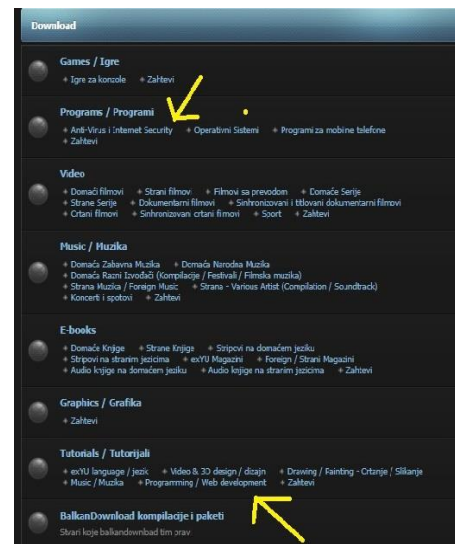 Download
Games / Igre
+ Igre za konzole + Zahtevi
Programs / Programi
+ Anti-Virus i Internet Security + Operativni Sistemi + Programi za mobilne telefone
+ Zahtevi
Video
+ Domaći filmovi + Strani filmovi + Filmovi sa prevodom + Domaće Serije
+ Strane Serije + Dokumentarni filmovi + Sinhronizovani i titlovani dokumentarni filmovi
+ Crtani filmovi + Sinhronizovani crtani filmovi + Sport + Zahtevi
Music / Muzika
+ Domaća Zabavna Muzika + Domaća Narodna Muzika
+ Domaća Razni Izvođači (Kompilacije / Festivali / Filmska muzika)
+ Strana Muzika / Foreign Music + Strana - Various Artist (Compilation / Soundtrack)
+ Koncerti i spotovi + Zahtevi
E-books
+ Domaće Knjige + Strane Knjige + Stripovi na domaćem jeziku
+ Stripovi na stranim jezicima + exYU Magazini + Foreign / Strani Magazini
+ Audio knjige na domaćem jeziku + Audio knjige na stranim jezicima + Zahtevi
Graphics / Grafika
+ Zahtevi
Tutorials / Tutorijali
+ exYU language / jezik + Video & 3D design / dizajn + Drawing / Painting - Crtanje / Slikanje
+ Music / Muzika + Programming / Web development + Zahtevi
BalkanDownload kompilacije i paketi
Stvari koje balkandownload tim prav